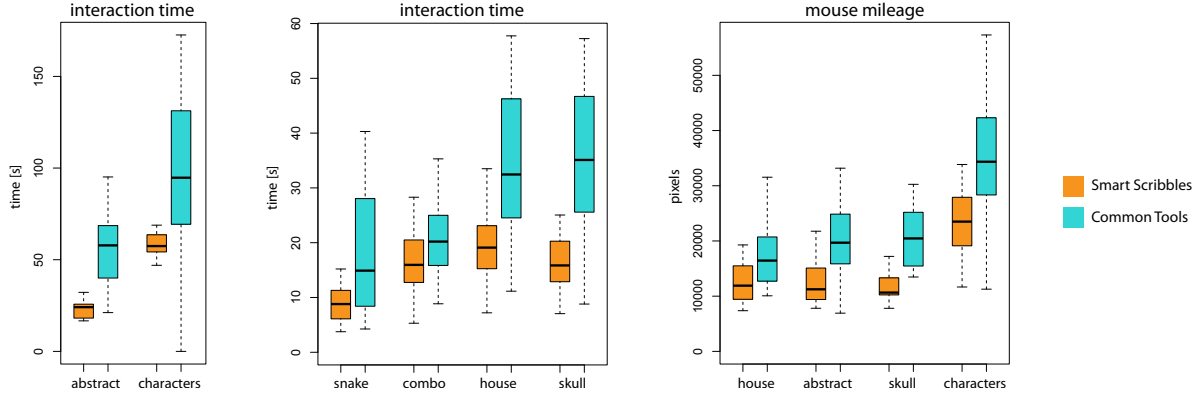 interaction time
time [s]
150
100
50
0
abstract characters
interaction time
time [s]
60
50
40
30
20
10
0
snake combo house skull
mouse mileage
pixels
50000
40000
30000
20000
10000
0
house abstract skull characters
Smart Scribbles
Common Tools